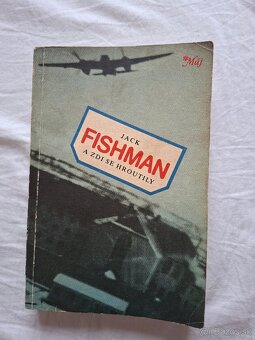 Máj
JACK
FISHMAN
A ZDI SE HROUTILY